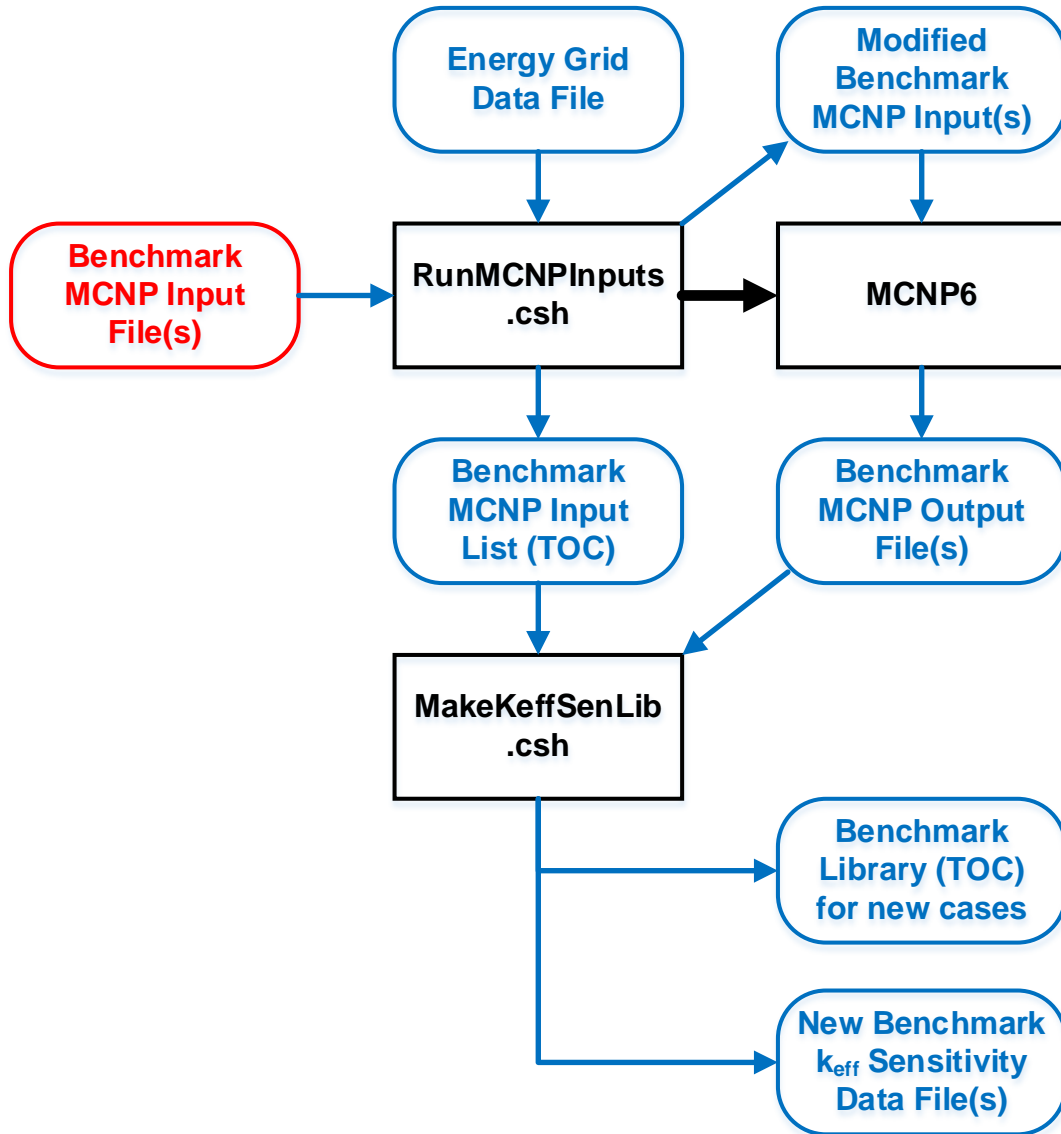 Energy Grid
Data File
Modified
Benchmark
MCNP Input(s)
Benchmark
MCNP Input
File(s)
RunMCNPInputs
.csh
MCNP6
Benchmark
MCNP Input
List (TOC)
Benchmark
MCNP Output
File(s)
MakeKeffSenLib
.csh
Benchmark
Library (TOC)
for new cases
New Benchmark
keff Sensitivity
Data File(s)